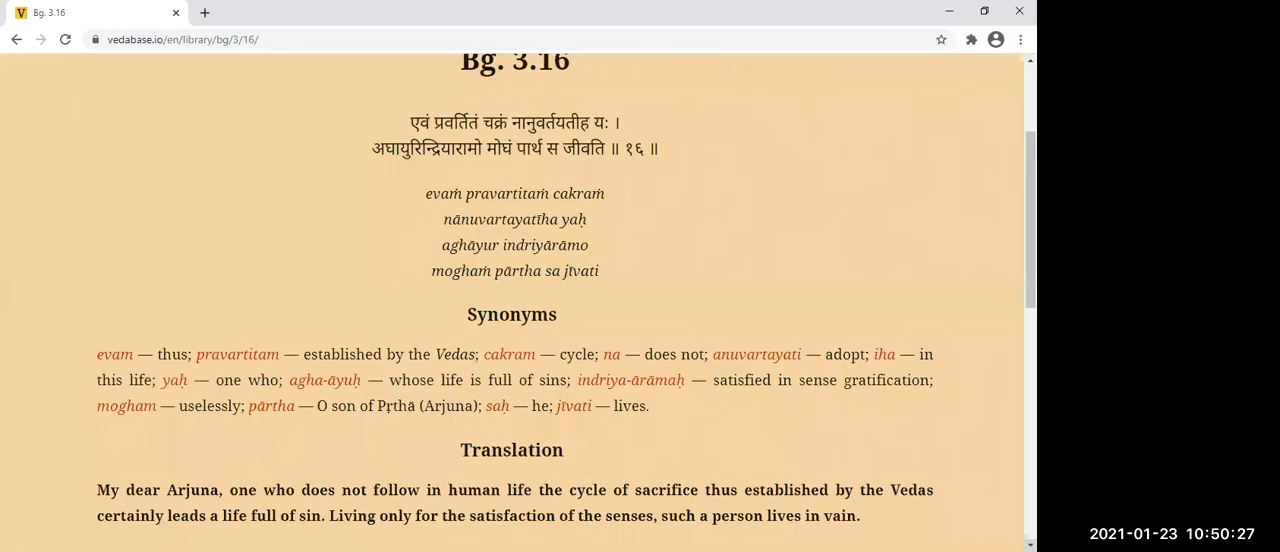 Bg. 3.16
vedabase.io/en/library/bg/3/16/
Bg. 3.16
एवं प्रवर्तितं चक्रं नानुवर्तयतीह यः ।
अघायुरिन्द्रियारामो मोघं पार्थ स जीवति ॥ १६ ॥
evaṁ pravartitaṁ cakraṁ
nānuvartayatīha yaḥ
aghāyur indriyārāmo
moghaṁ pārtha sa jīvati
Synonyms
evam — thus; pravartitam — established by the Vedas; cakram — cycle; na — does not; anuvartayati — adopt; iha — in
this life; yaḥ — one who; agha-āyuḥ — whose life is full of sins; indriya-ārāmaḥ — satisfied in sense gratification;
mogham — uselessly; pārtha — O son of Pṛthā (Arjuna); saḥ — he; jīvati — lives.
Translation
My dear Arjuna, one who does not follow in human life the cycle of sacrifice thus established by the Vedas
certainly leads a life full of sin. Living only for the satisfaction of the senses, such a person lives in vain.
2021-01-23 10:50:27